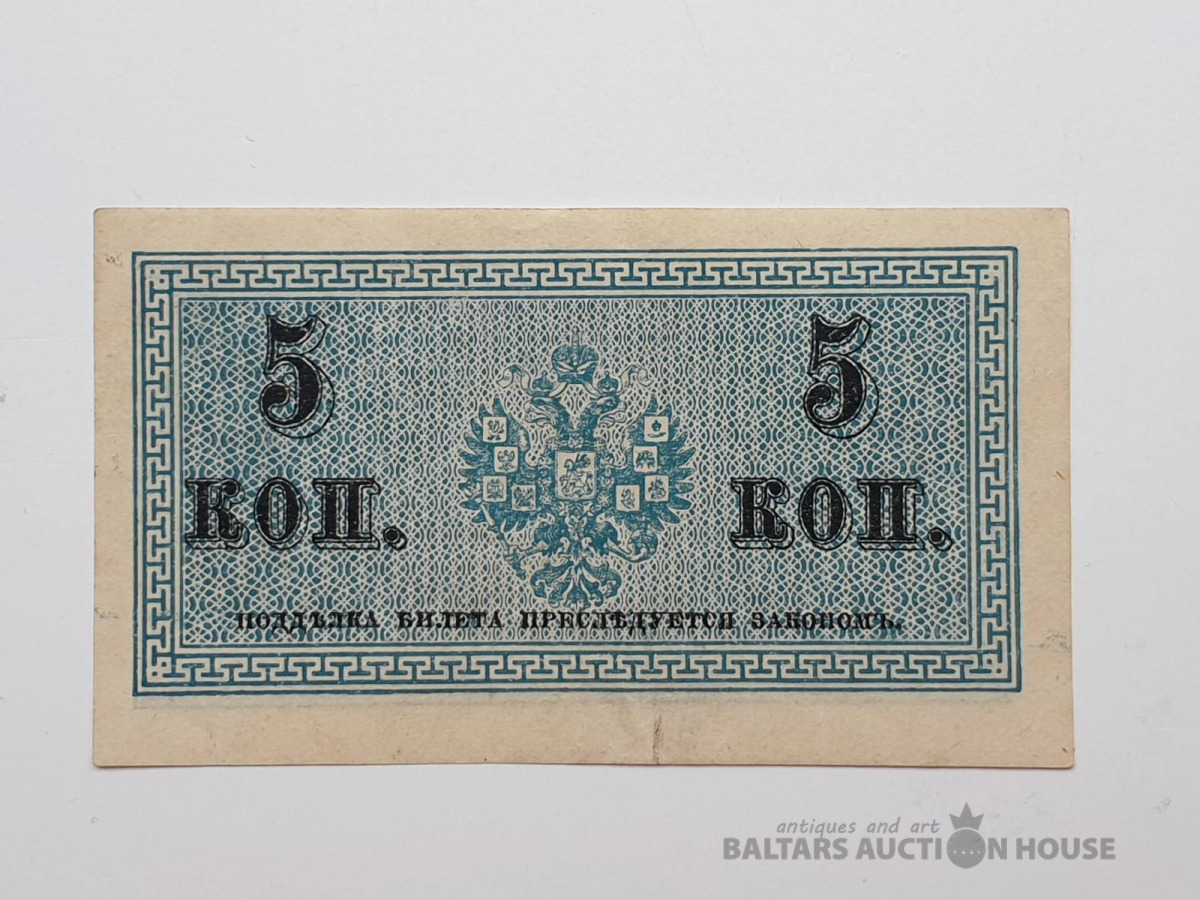 5 5
КОП. КОП.
ПОДДѢЛКА БИЛЕТА ПРЕСЛѢДУЕТСЯ ЗАКОНОМЪ.
antiques and art
BALTARS AUCTION HOUSE